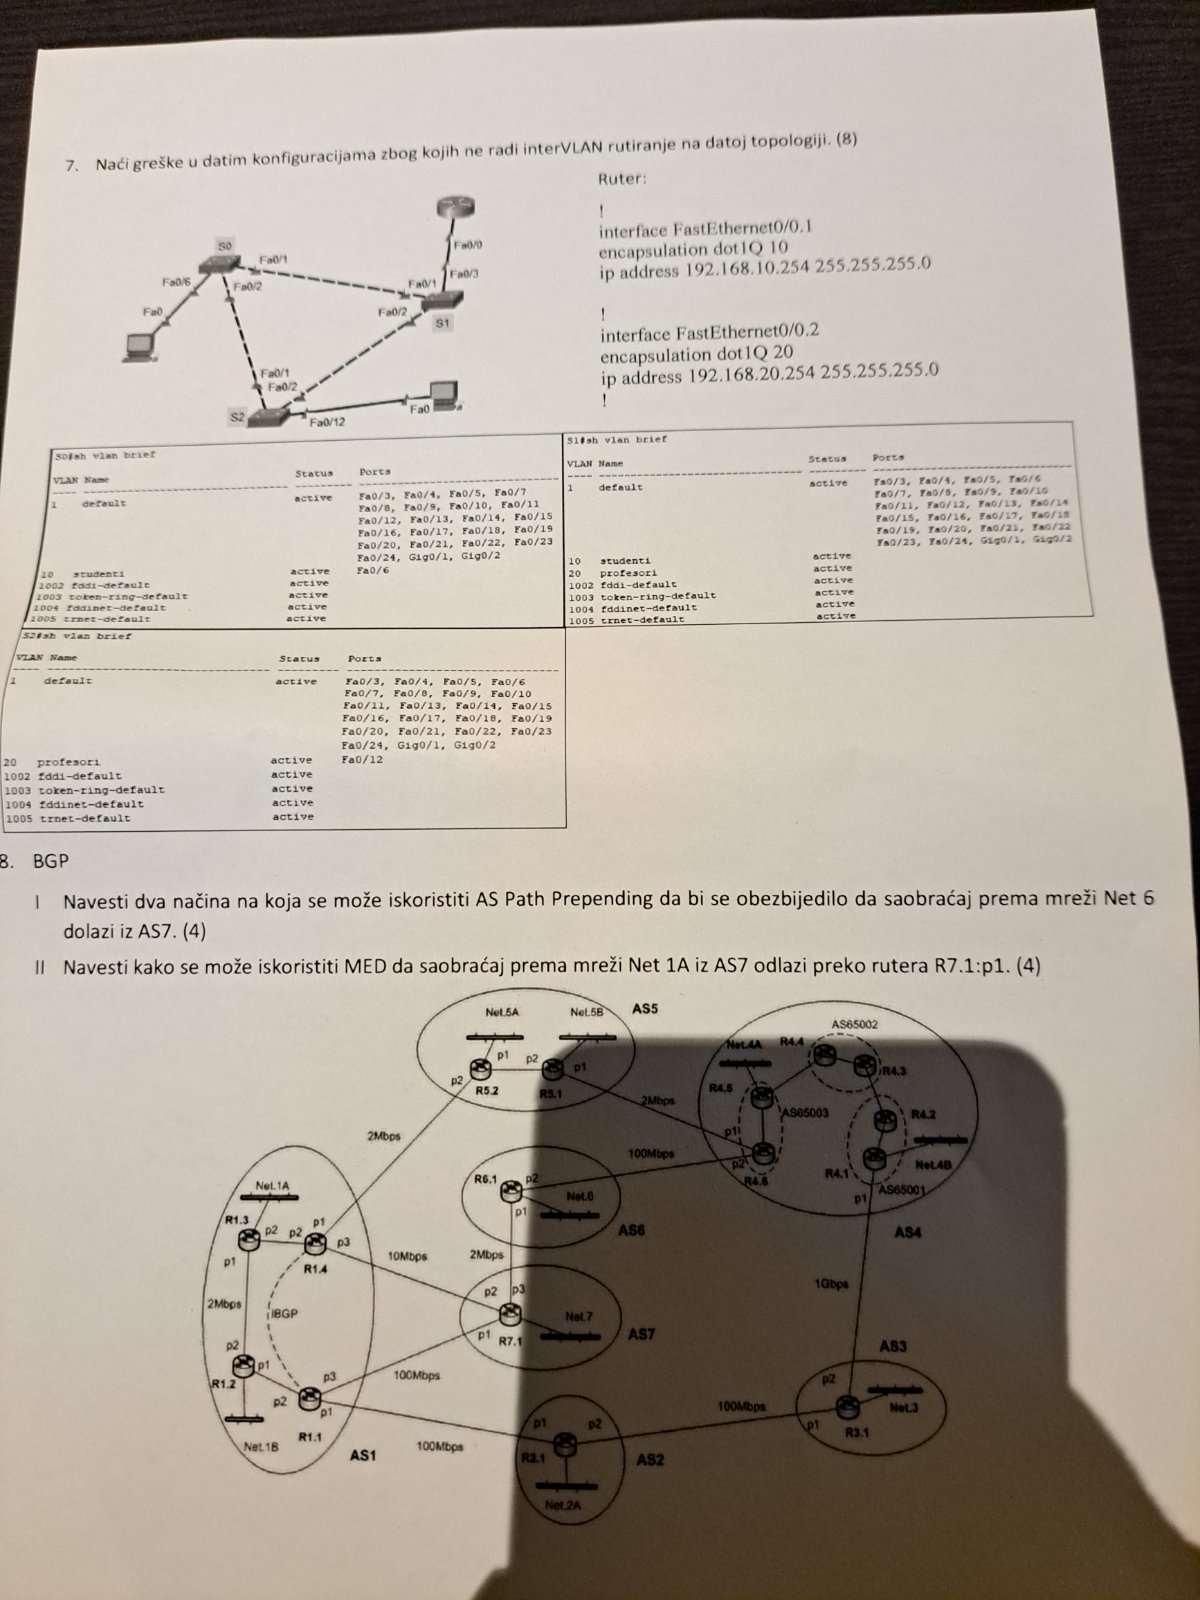 7. Naći greške u datim konfiguracijama zbog kojih ne radi interVLAN rutiranje na datoj topologiji. (8)
Ruter:
!
interface FastEthernet0/0.1
encapsulation dot1Q 10
ip address 192.168.10.254 255.255.255.0
!
interface FastEthernet0/0.2
encapsulation dot1Q 20
ip address 192.168.20.254 255.255.255.0
!
S0
Fa0/1
Fa0/6
Fa0/2
Fa0
Fa0/0
Fa0/3
Fa0/1
Fa0/2
S1
Fa0/1
Fa0/2
S2
Fa0/12
Fa0
S0#sh vlan brief
VLAN Name Status Ports
1 default active Fa0/3, Fa0/4, Fa0/5, Fa0/7
Fa0/8, Fa0/9, Fa0/10, Fa0/11
Fa0/12, Fa0/13, Fa0/14, Fa0/15
Fa0/16, Fa0/17, Fa0/18, Fa0/19
Fa0/20, Fa0/21, Fa0/22, Fa0/23
Fa0/24, Gig0/1, Gig0/2
10 studenti active Fa0/6
1002 fddi-default active
1003 token-ring-default active
1004 fddinet-default active
1005 trnet-default active
S1#sh vlan brief
VLAN Name Status Ports
1 default active Fa0/3, Fa0/4, Fa0/5, Fa0/6
Fa0/7, Fa0/8, Fa0/9, Fa0/10
Fa0/11, Fa0/12, Fa0/13, Fa0/14
Fa0/15, Fa0/16, Fa0/17, Fa0/18
Fa0/19, Fa0/20, Fa0/21, Fa0/22
Fa0/23, Fa0/24, Gig0/1, Gig0/2
10 studenti active
20 profesori active
1002 fddi-default active
1003 token-ring-default active
1004 fddinet-default active
1005 trnet-default active
S2#sh vlan brief
VLAN Name Status Ports
1 default active Fa0/3, Fa0/4, Fa0/5, Fa0/6
Fa0/7, Fa0/8, Fa0/9, Fa0/10
Fa0/11, Fa0/13, Fa0/14, Fa0/15
Fa0/16, Fa0/17, Fa0/18, Fa0/19
Fa0/20, Fa0/21, Fa0/22, Fa0/23
Fa0/24, Gig0/1, Gig0/2
20 profesori active Fa0/12
1002 fddi-default active
1003 token-ring-default active
1004 fddinet-default active
1005 trnet-default active
8. BGP
I Navesti dva načina na koja se može iskoristiti AS Path Prepending da bi se obezbijedilo da saobraćaj prema mreži Net 6
dolazi iz AS7. (4)
II Navesti kako se može iskoristiti MED da saobraćaj prema mreži Net 1A iz AS7 odlazi preko rutera R7.1:p1. (4)
Net.5A
Net.5B
AS5
p1
p2
p1
p2
R5.2
R5.1
2Mbps
2Mbps
AS65002
Net.4A
R4.4
R4.3
R4.5
AS65003
R4.2
p1
p2
R4.6
R4.1
Net.4B
p1
AS65001
AS4
100Mbps
R6.1
p2
Net.6
p1
AS6
2Mbps
Net.1A
R1.3
p2
p2
p1
p3
p1
R1.4
10Mbps
2Mbps
IBGP
p2
p3
Net.7
p1
R7.1
AS7
1Gbps
p2
p1
R1.2
p2
p3
p1
R1.1
Net.1B
AS1
100Mbps
100Mbps
p1
p2
R2.1
Net.2A
AS2
100Mbps
AS3
p2
Net.3
p1
R3.1